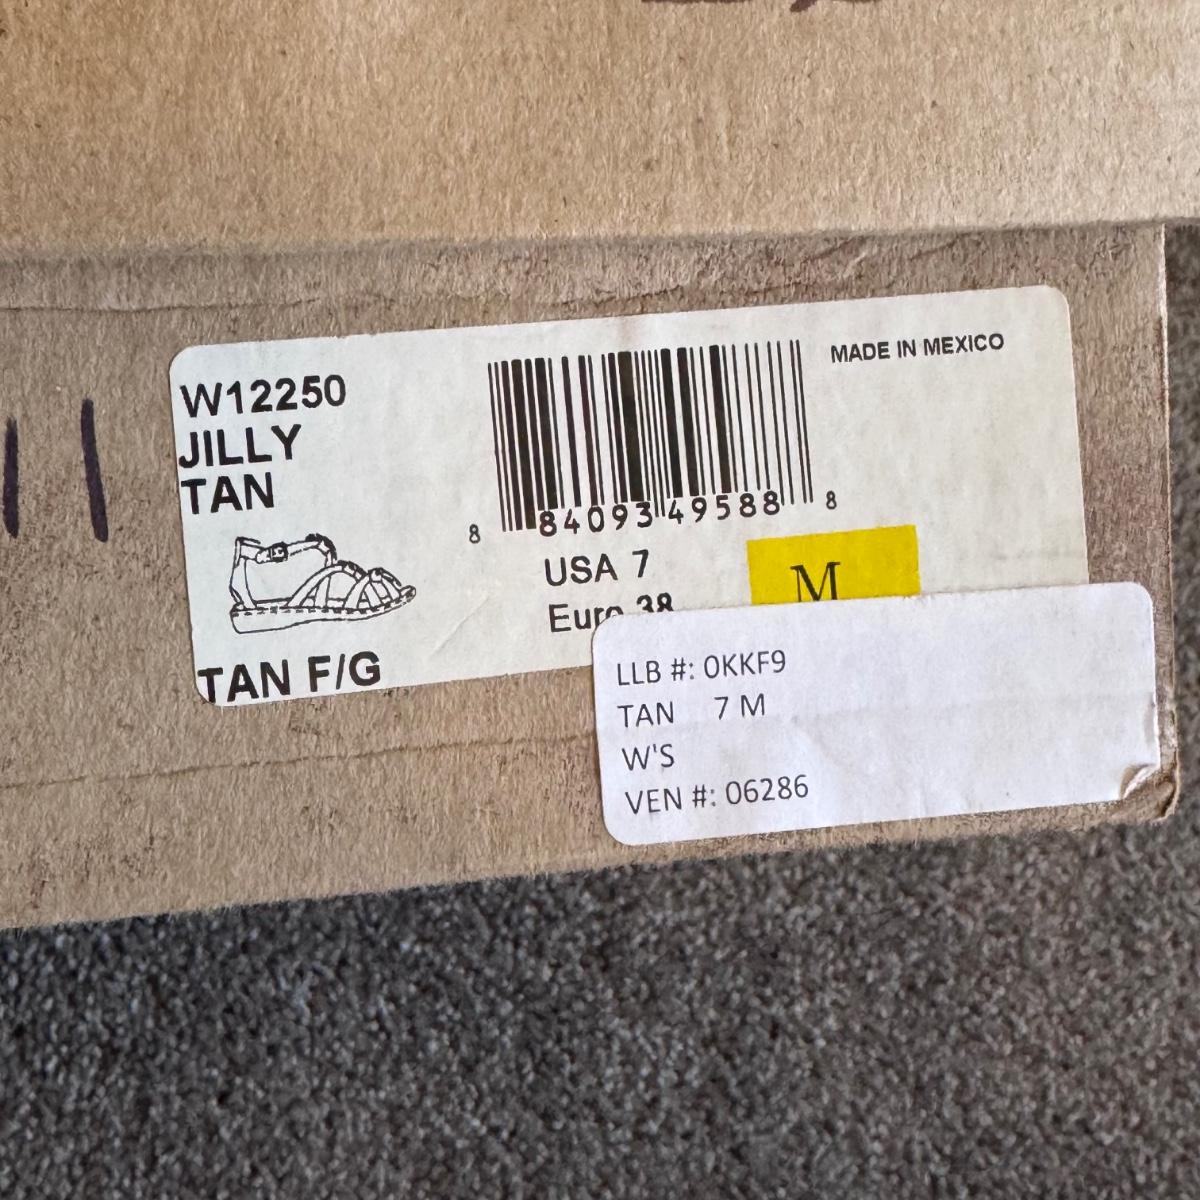 W12250
JILLY
TAN
TAN F/G
8 84093 49588 8
MADE IN MEXICO
USA 7
Euro 38
M
LLB #: 0KKF9
TAN 7 M
W'S
VEN #: 06286